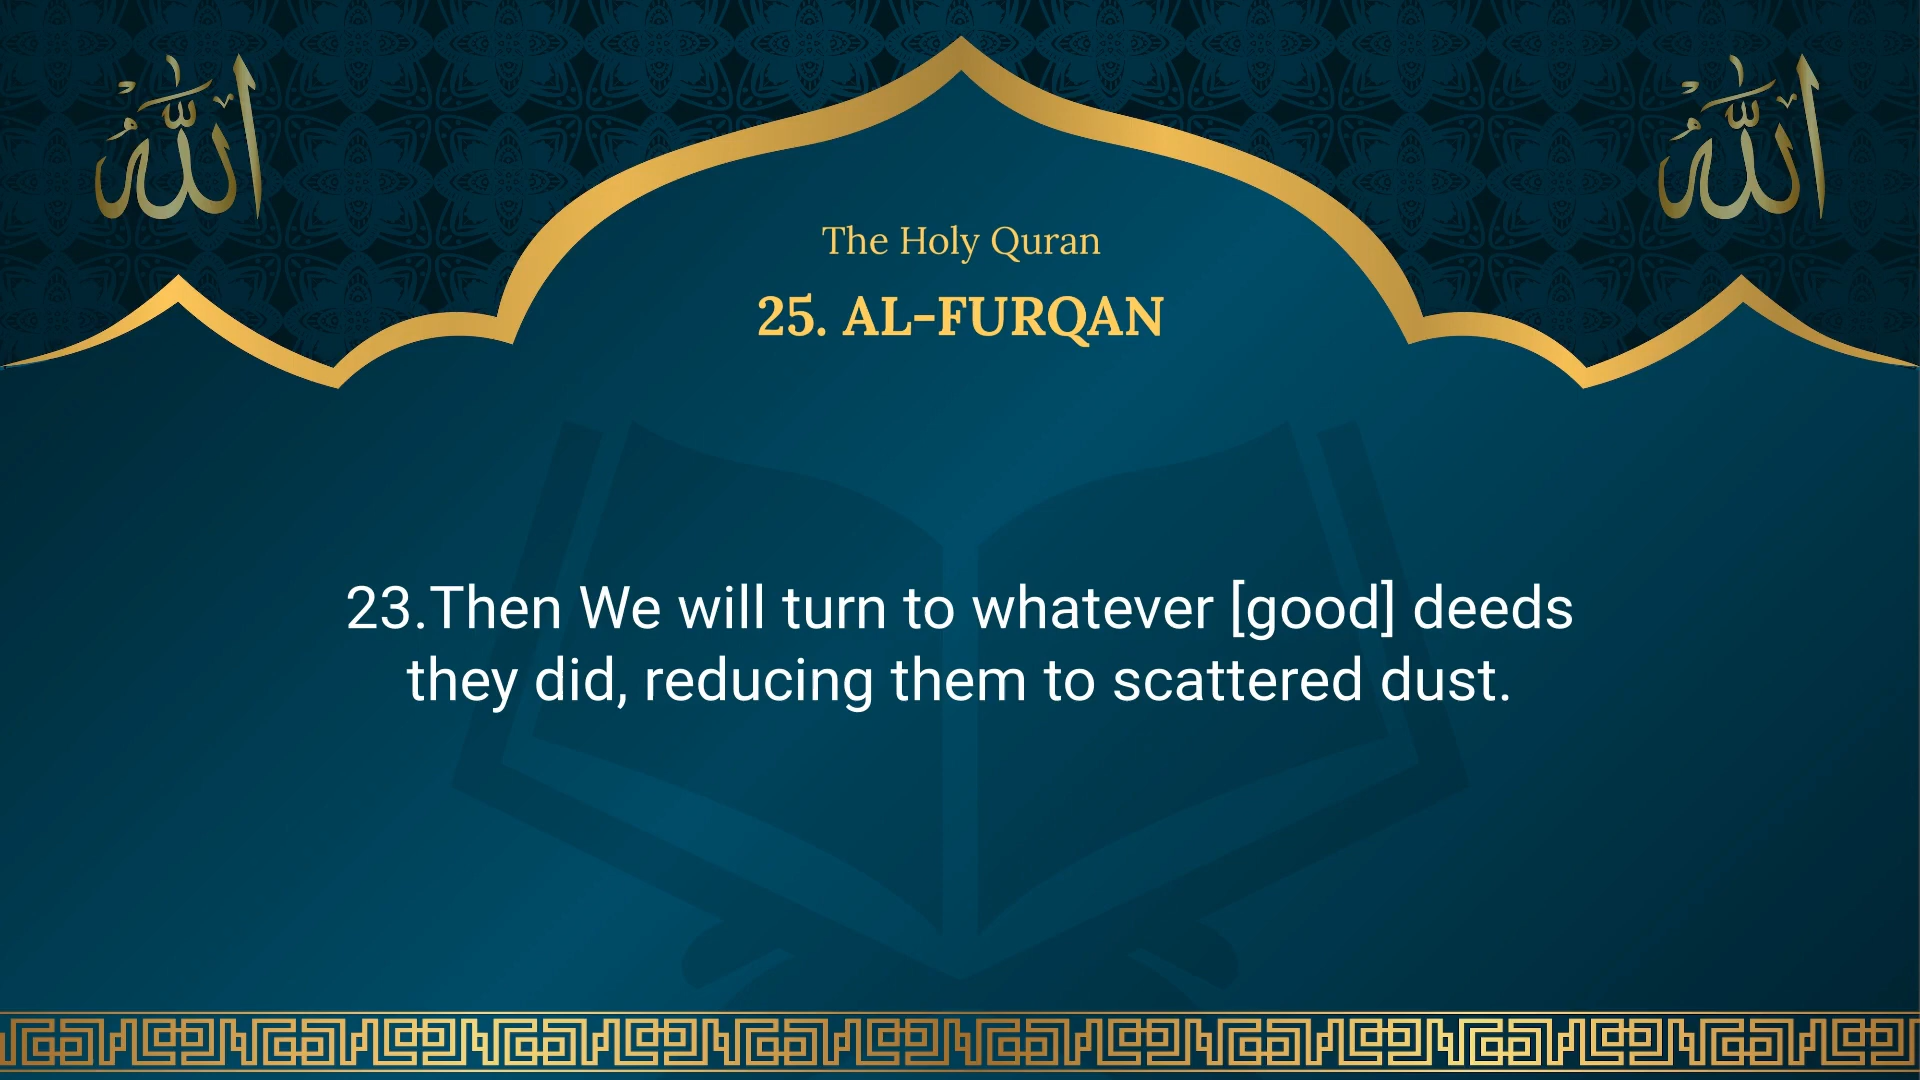 الله
الله
The Holy Quran
25. AL-FURQAN
23.Then We will turn to whatever [good] deeds
they did, reducing them to scattered dust.